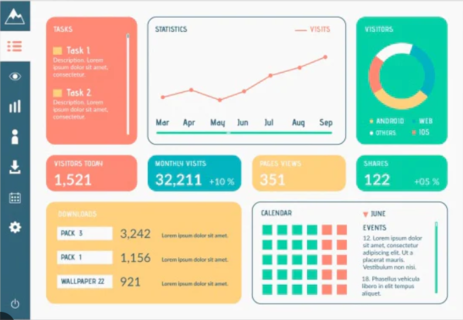 TASKS
Task 1
Description. Lorem
ipsum dolor sit amet,
consectetur
Task 2
Description. Lorem
ipsum dolor sit amet,
consectetur
STATISTICS
VISITS
Mar Apr May Jun Jul Aug Sep
VISITORS
ANDROID WEB
OTHERS IOS
VISITORS TODAY
1,521
MONTHLY VISITS
32,211 +10 %
PAGES VIEWS
351
SHARES
122 +05 %
DOWNLOADS
PACK 3 3,242 Lorem ipsum dolor sit amet.
PACK 1 1,156 Lorem ipsum dolor sit amet.
WALLPAPER 22 921 Lorem ipsum dolor sit amet.
CALENDAR
JUNE
EVENTS
12. Lorem ipsum dolor
sit amet, consectetur
adipiscing elit. Ut a
placerat mauris.
Vestibulum non nisi.
18. Phasellus vehicula
libero in elit tempus
aliquet.